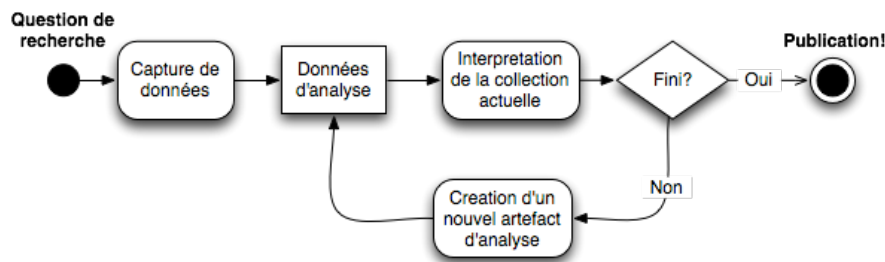 Question de
recherche
Capture de
données
Données
d'analyse
Interpretation
de la collection
actuelle
Fini?
Oui
Publication!
Non
Creation d'un
nouvel artefact
d'analyse